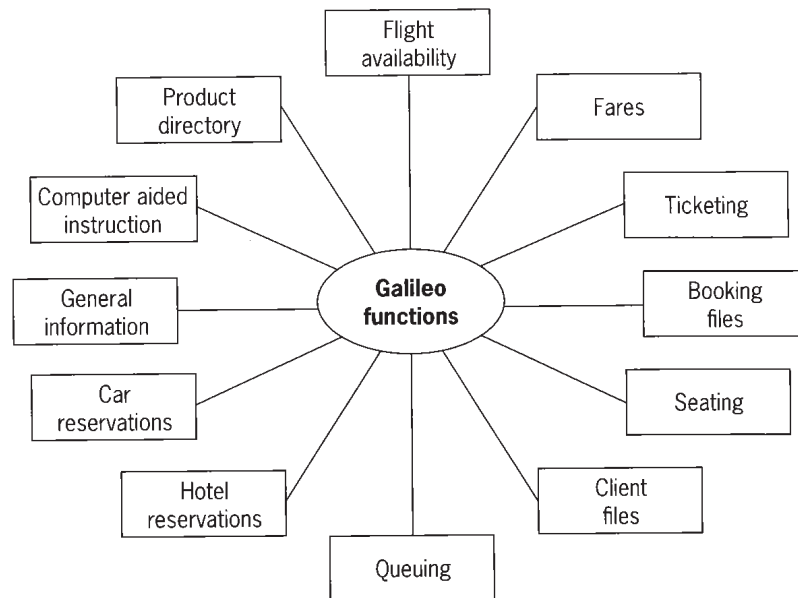 Flight
availability
Fares
Ticketing
Booking
files
Seating
Client
files
Queuing
Hotel
reservations
Car
reservations
General
information
Computer aided
instruction
Product
directory
Galileo
functions